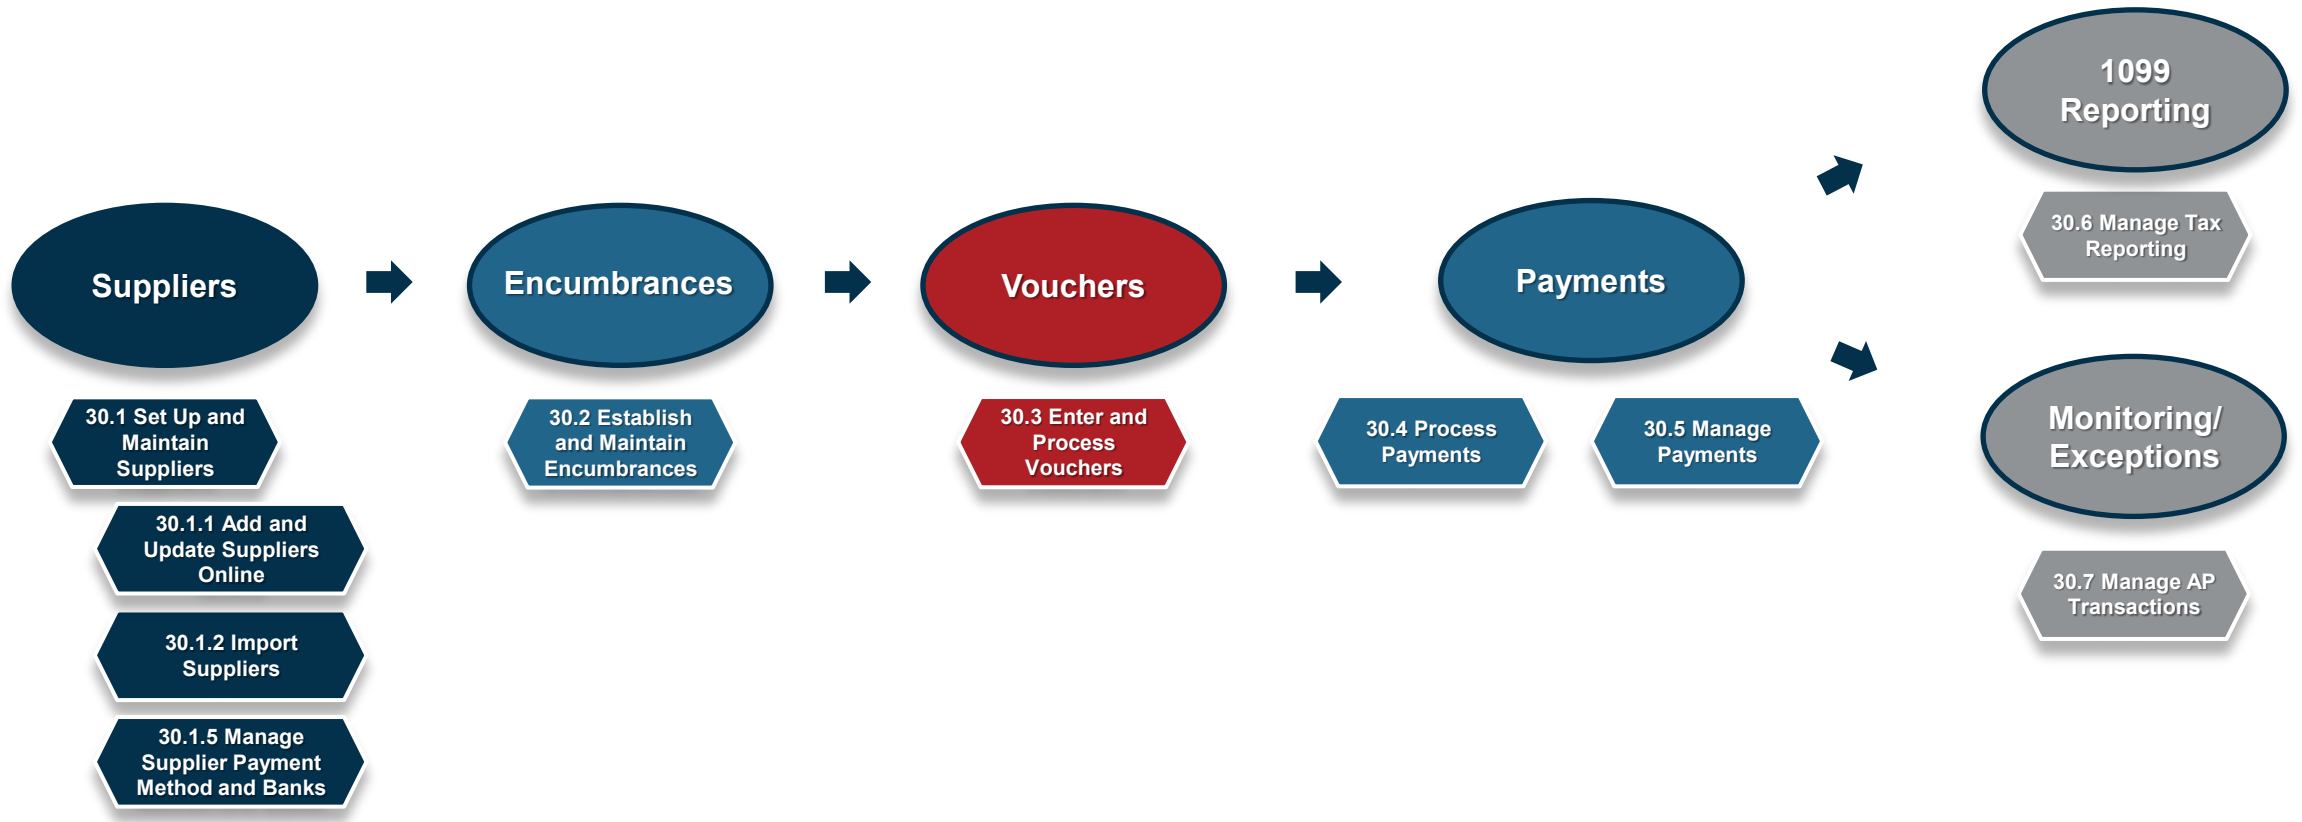 Suppliers
30.1 Set Up and
Maintain
Suppliers
30.1.1 Add and
Update Suppliers
Online
30.1.2 Import
Suppliers
30.1.5 Manage
Supplier Payment
Method and Banks
Encumbrances
30.2 Establish
and Maintain
Encumbrances
Vouchers
30.3 Enter and
Process
Vouchers
Payments
30.4 Process
Payments
30.5 Manage
Payments
1099
Reporting
30.6 Manage Tax
Reporting
Monitoring/
Exceptions
30.7 Manage AP
Transactions